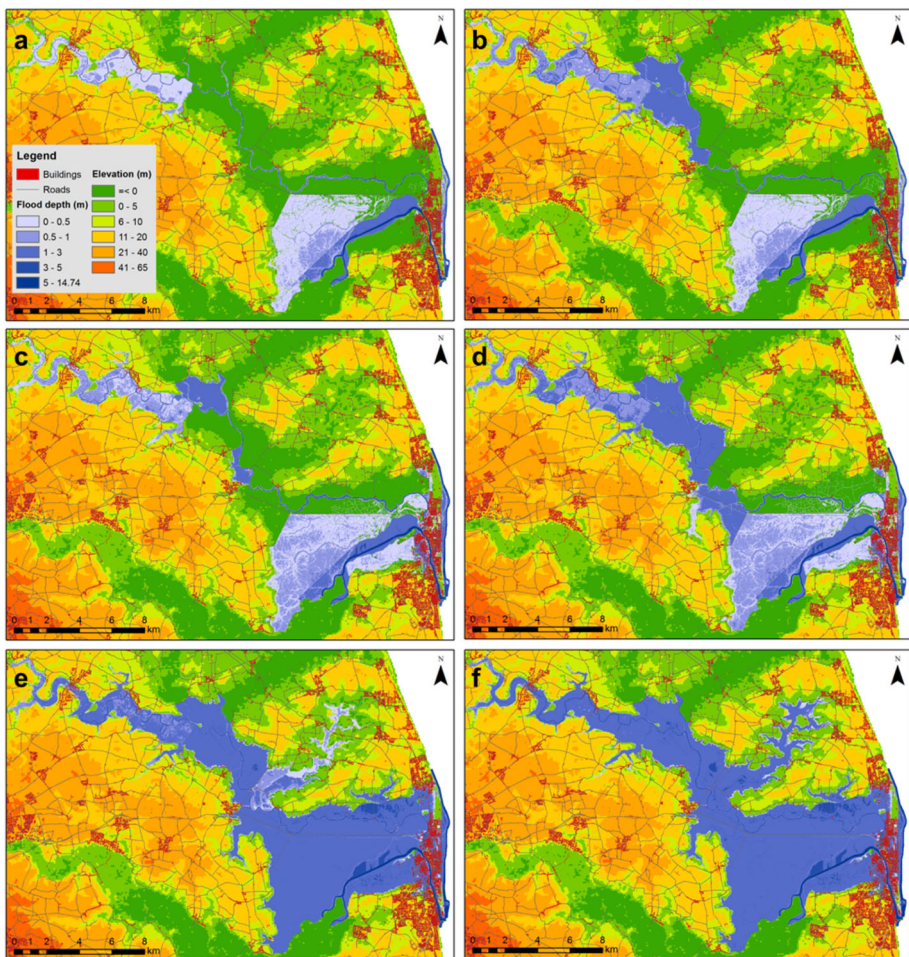 a
N
Legend
Buildings
Roads
Flood depth (m)
0 - 0.5
0.5 - 1
1 - 3
3 - 5
5 - 14.74
Elevation (m)
=< 0
0 - 5
6 - 10
11 - 20
21 - 40
41 - 65
0 1 2 4 6 8
km
b
N
0 1 2 4 6 8
km
c
N
0 1 2 4 6 8
km
d
N
0 1 2 4 6 8
km
e
N
0 1 2 4 6 8
km
f
N
0 1 2 4 6 8
km